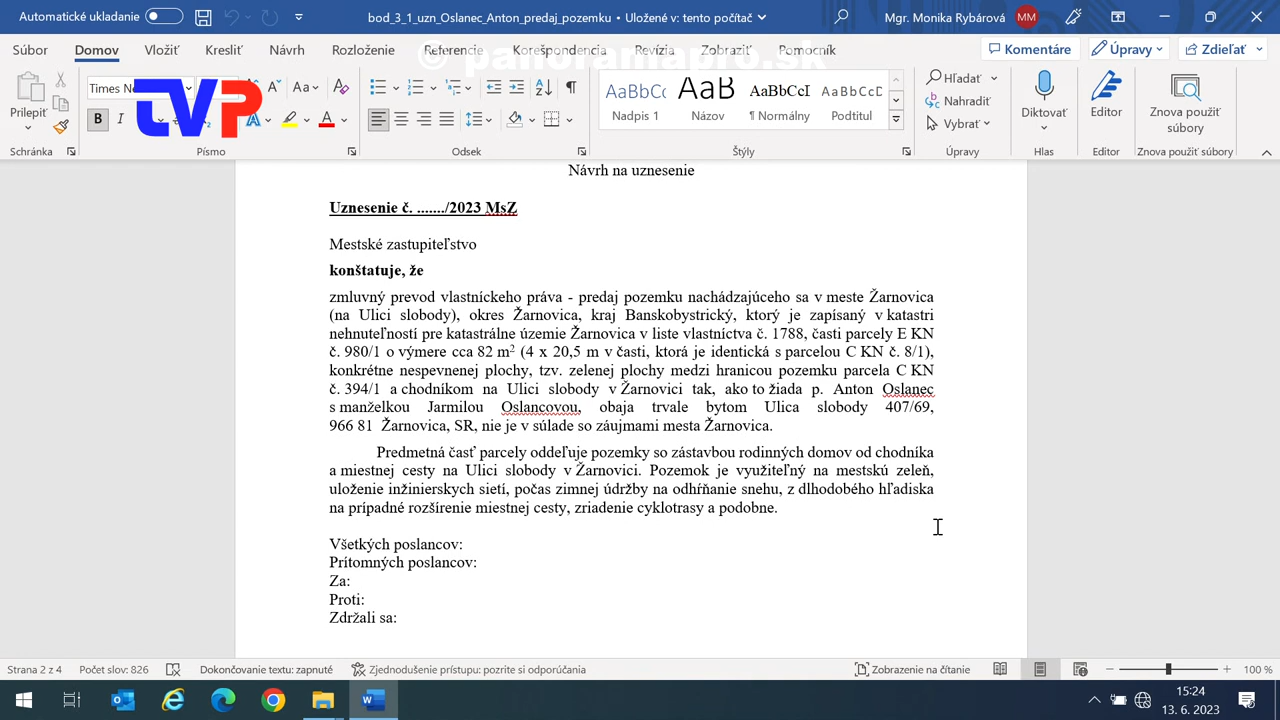 Automatické ukladanie
bod_3_1_uzn_Oslanec_Anton_predaj_pozemku • Uložené v: tento počítač
Mgr. Monika Rybárová
MM
Súbor Domov Vložiť Kresliť Návrh Rozloženie Referencie Korešpondencia Revízia Zobraziť Pomocník
© panoramapro.sk
Komentáre Úpravy Zdieľať
TVP
Prilepiť
Times Ne
AaBbCc AaB AaBbCcI AaBbCcD
Nadpis 1 Názov ¶ Normálny Podtitul
Hľadať
Nahradiť
Vybrať
Diktovať
Editor
Znova použiť súbory
Schránka Písmo Odsek Štýly Úpravy Hlas Editor Znova použiť súbory
Návrh na uznesenie
Uznesenie č. ......./2023 MsZ
Mestské zastupiteľstvo
konštatuje, že
zmluvný prevod vlastníckeho práva - predaj pozemku nachádzajúceho sa v meste Žarnovica
(na Ulici slobody), okres Žarnovica, kraj Banskobystrický, ktorý je zapísaný v katastri
nehnuteľností pre katastrálne územie Žarnovica v liste vlastníctva č. 1788, časti parcely E KN
č. 980/1 o výmere cca 82 m² (4 x 20,5 m v časti, ktorá je identická s parcelou C KN č. 8/1),
konkrétne nespevnenej plochy, tzv. zelenej plochy medzi hranicou pozemku parcela C KN
č. 394/1 a chodníkom na Ulici slobody v Žarnovici tak, ako to žiada p. Anton Oslanec
s manželkou Jarmilou Oslancovou, obaja trvale bytom Ulica slobody 407/69,
966 81 Žarnovica, SR, nie je v súlade so záujmami mesta Žarnovica.
Predmetná časť parcely oddeľuje pozemky so zástavbou rodinných domov od chodníka
a miestnej cesty na Ulici slobody v Žarnovici. Pozemok je využiteľný na mestskú zeleň,
uloženie inžinierskych sietí, počas zimnej údržby na odhŕňanie snehu, z dlhodobého hľadiska
na prípadné rozšírenie miestnej cesty, zriadenie cyklotrasy a podobne.
Všetkých poslancov:
Prítomných poslancov:
Za:
Proti:
Zdržali sa:
Strana 2 z 4 Počet slov: 826 Dokončovanie textu: zapnuté Zjednodušenie prístupu: pozrite si odporúčania Zobrazenie na čítanie 100 %
15:24
13. 6. 2023